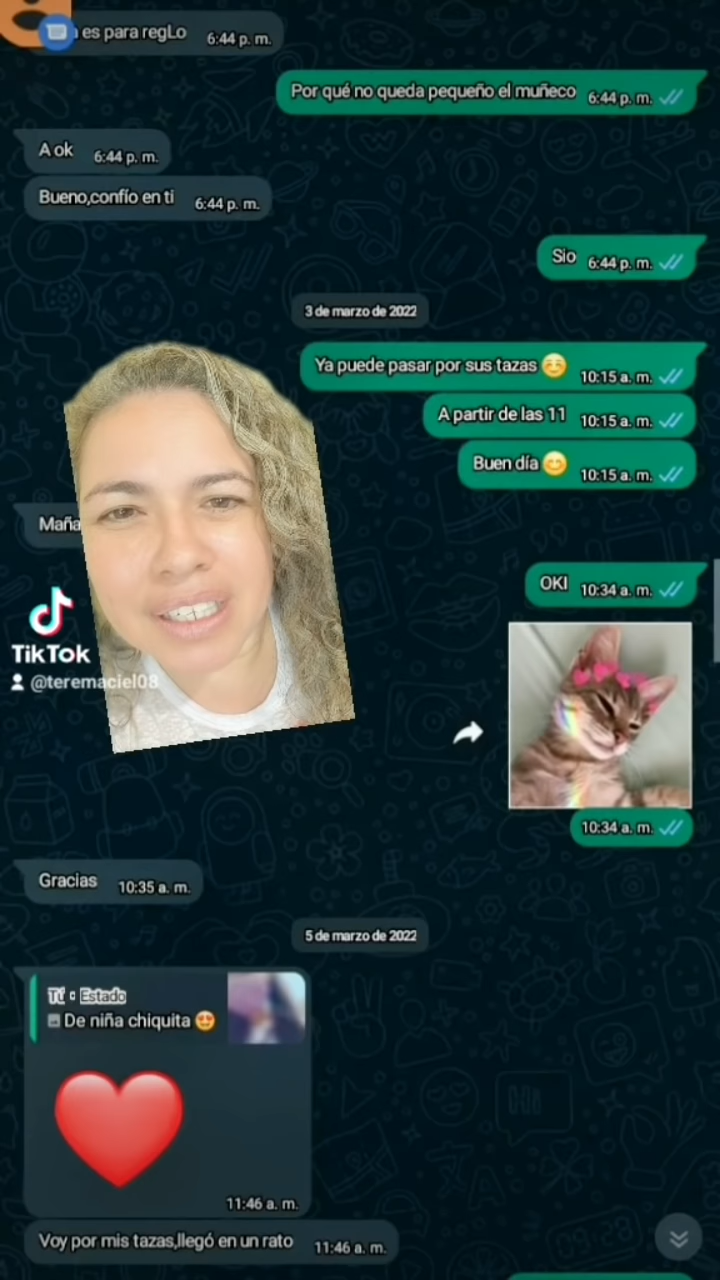 es para regLo 6:44 p. m.
Por qué no queda pequeño el muñeco 6:44 p. m.
A ok 6:44 p. m.
Bueno,confío en ti 6:44 p. m.
Sio 6:44 p. m.
3 de marzo de 2022
Ya puede pasar por sus tazas 😊 10:15 a. m.
A partir de las 11 10:15 a. m.
Buen día 😊 10:15 a. m.
Maña
OKI 10:34 a. m.
TikTok
@teremaciel08
10:34 a. m.
Gracias 10:35 a. m.
5 de marzo de 2022
Tú • Estado
De niña chiquita 😍
11:46 a. m.
Voy por mis tazas,llegó en un rato 11:46 a. m.